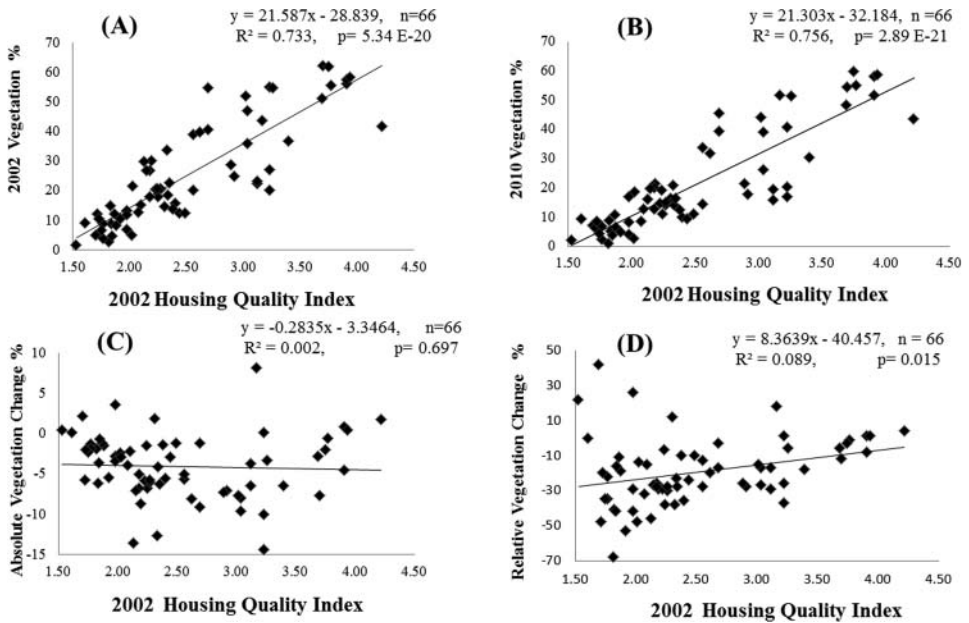 (A)
y = 21.587x - 28.839, n=66
R² = 0.733, p= 5.34 E-20
2002 Vegetation %
70
60
50
40
30
20
10
0
1.50 2.00 2.50 3.00 3.50 4.00 4.50
2002 Housing Quality Index
(B)
y = 21.303x - 32.184, n=66
R² = 0.756, p= 2.89 E-21
2010 Vegetation %
70
60
50
40
30
20
10
0
1.50 2.00 2.50 3.00 3.50 4.00 4.50
2002 Housing Quality Index
(C)
y = -0.2835x - 3.3464, n=66
R² = 0.002, p= 0.697
Absolute Vegetation Change %
10
5
0
-5
-10
-15
1.50 2.00 2.50 3.00 3.50 4.00 4.50
2002 Housing Quality Index
(D)
y = 8.3639x - 40.457, n = 66
R² = 0.089, p= 0.015
Relative Vegetation Change %
50
30
10
-10
-30
-50
-70
1.50 2.00 2.50 3.00 3.50 4.00 4.50
2002 Housing Quality Index